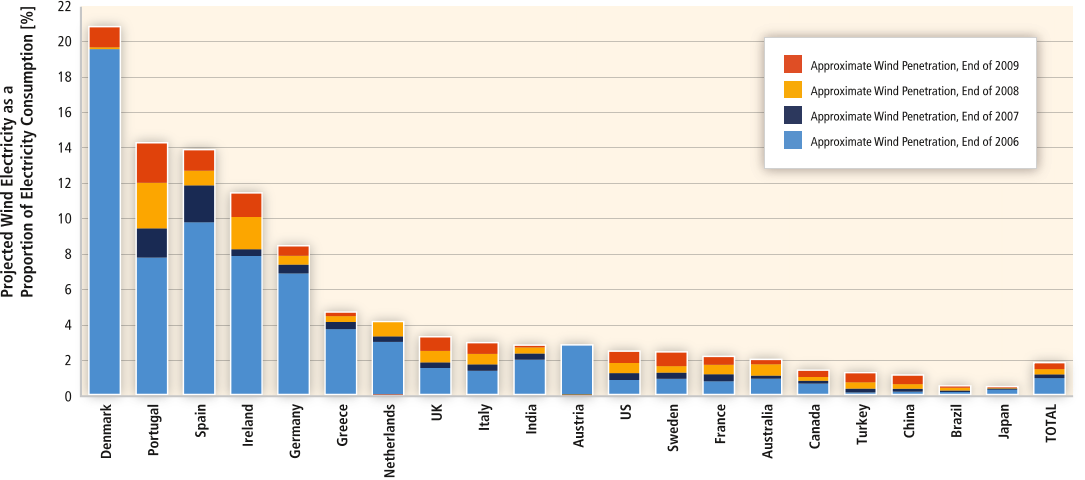 Projected Wind Electricity as a
Proportion of Electricity Consumption [%]
22
20
18
16
14
12
10
8
6
4
2
0
Approximate Wind Penetration, End of 2009
Approximate Wind Penetration, End of 2008
Approximate Wind Penetration, End of 2007
Approximate Wind Penetration, End of 2006
Denmark
Portugal
Spain
Ireland
Germany
Greece
Netherlands
UK
Italy
India
Austria
US
Sweden
France
Australia
Canada
Turkey
China
Brazil
Japan
TOTAL